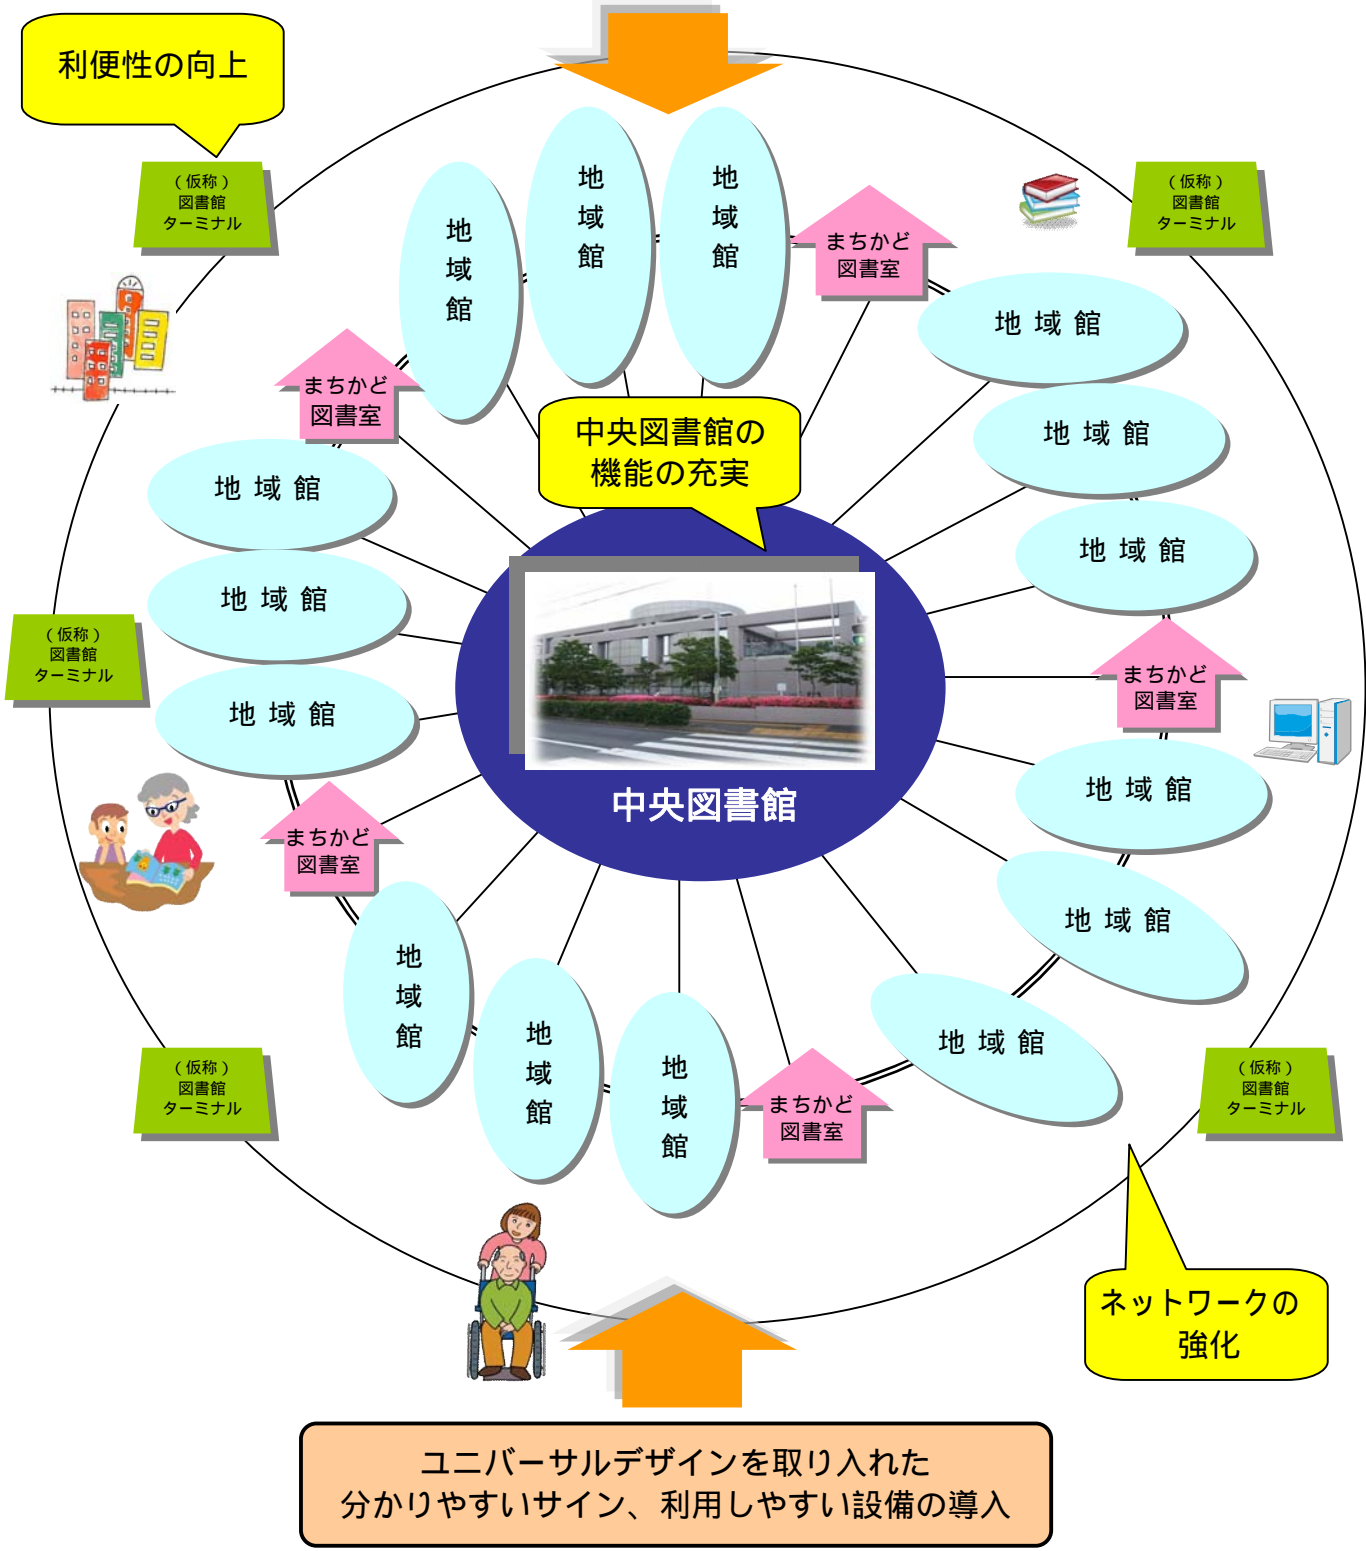 利便性の向上
（仮称）
図書館
ターミナル
（仮称）
図書館
ターミナル
地域館
地域館
地域館
まちかど
図書室
地域館
まちかど
図書室
地域館
中央図書館の
機能の充実
地域館
地域館
地域館
地域館
（仮称）
図書館
ターミナル
まちかど
図書室
地域館
地域館
中央図書館
まちかど
図書室
地域館
地域館
地域館
地域館
地域館
（仮称）
図書館
ターミナル
まちかど
図書室
（仮称）
図書館
ターミナル
ネットワークの
強化
ユニバーサルデザインを取り入れた
分かりやすいサイン、利用しやすい設備の導入